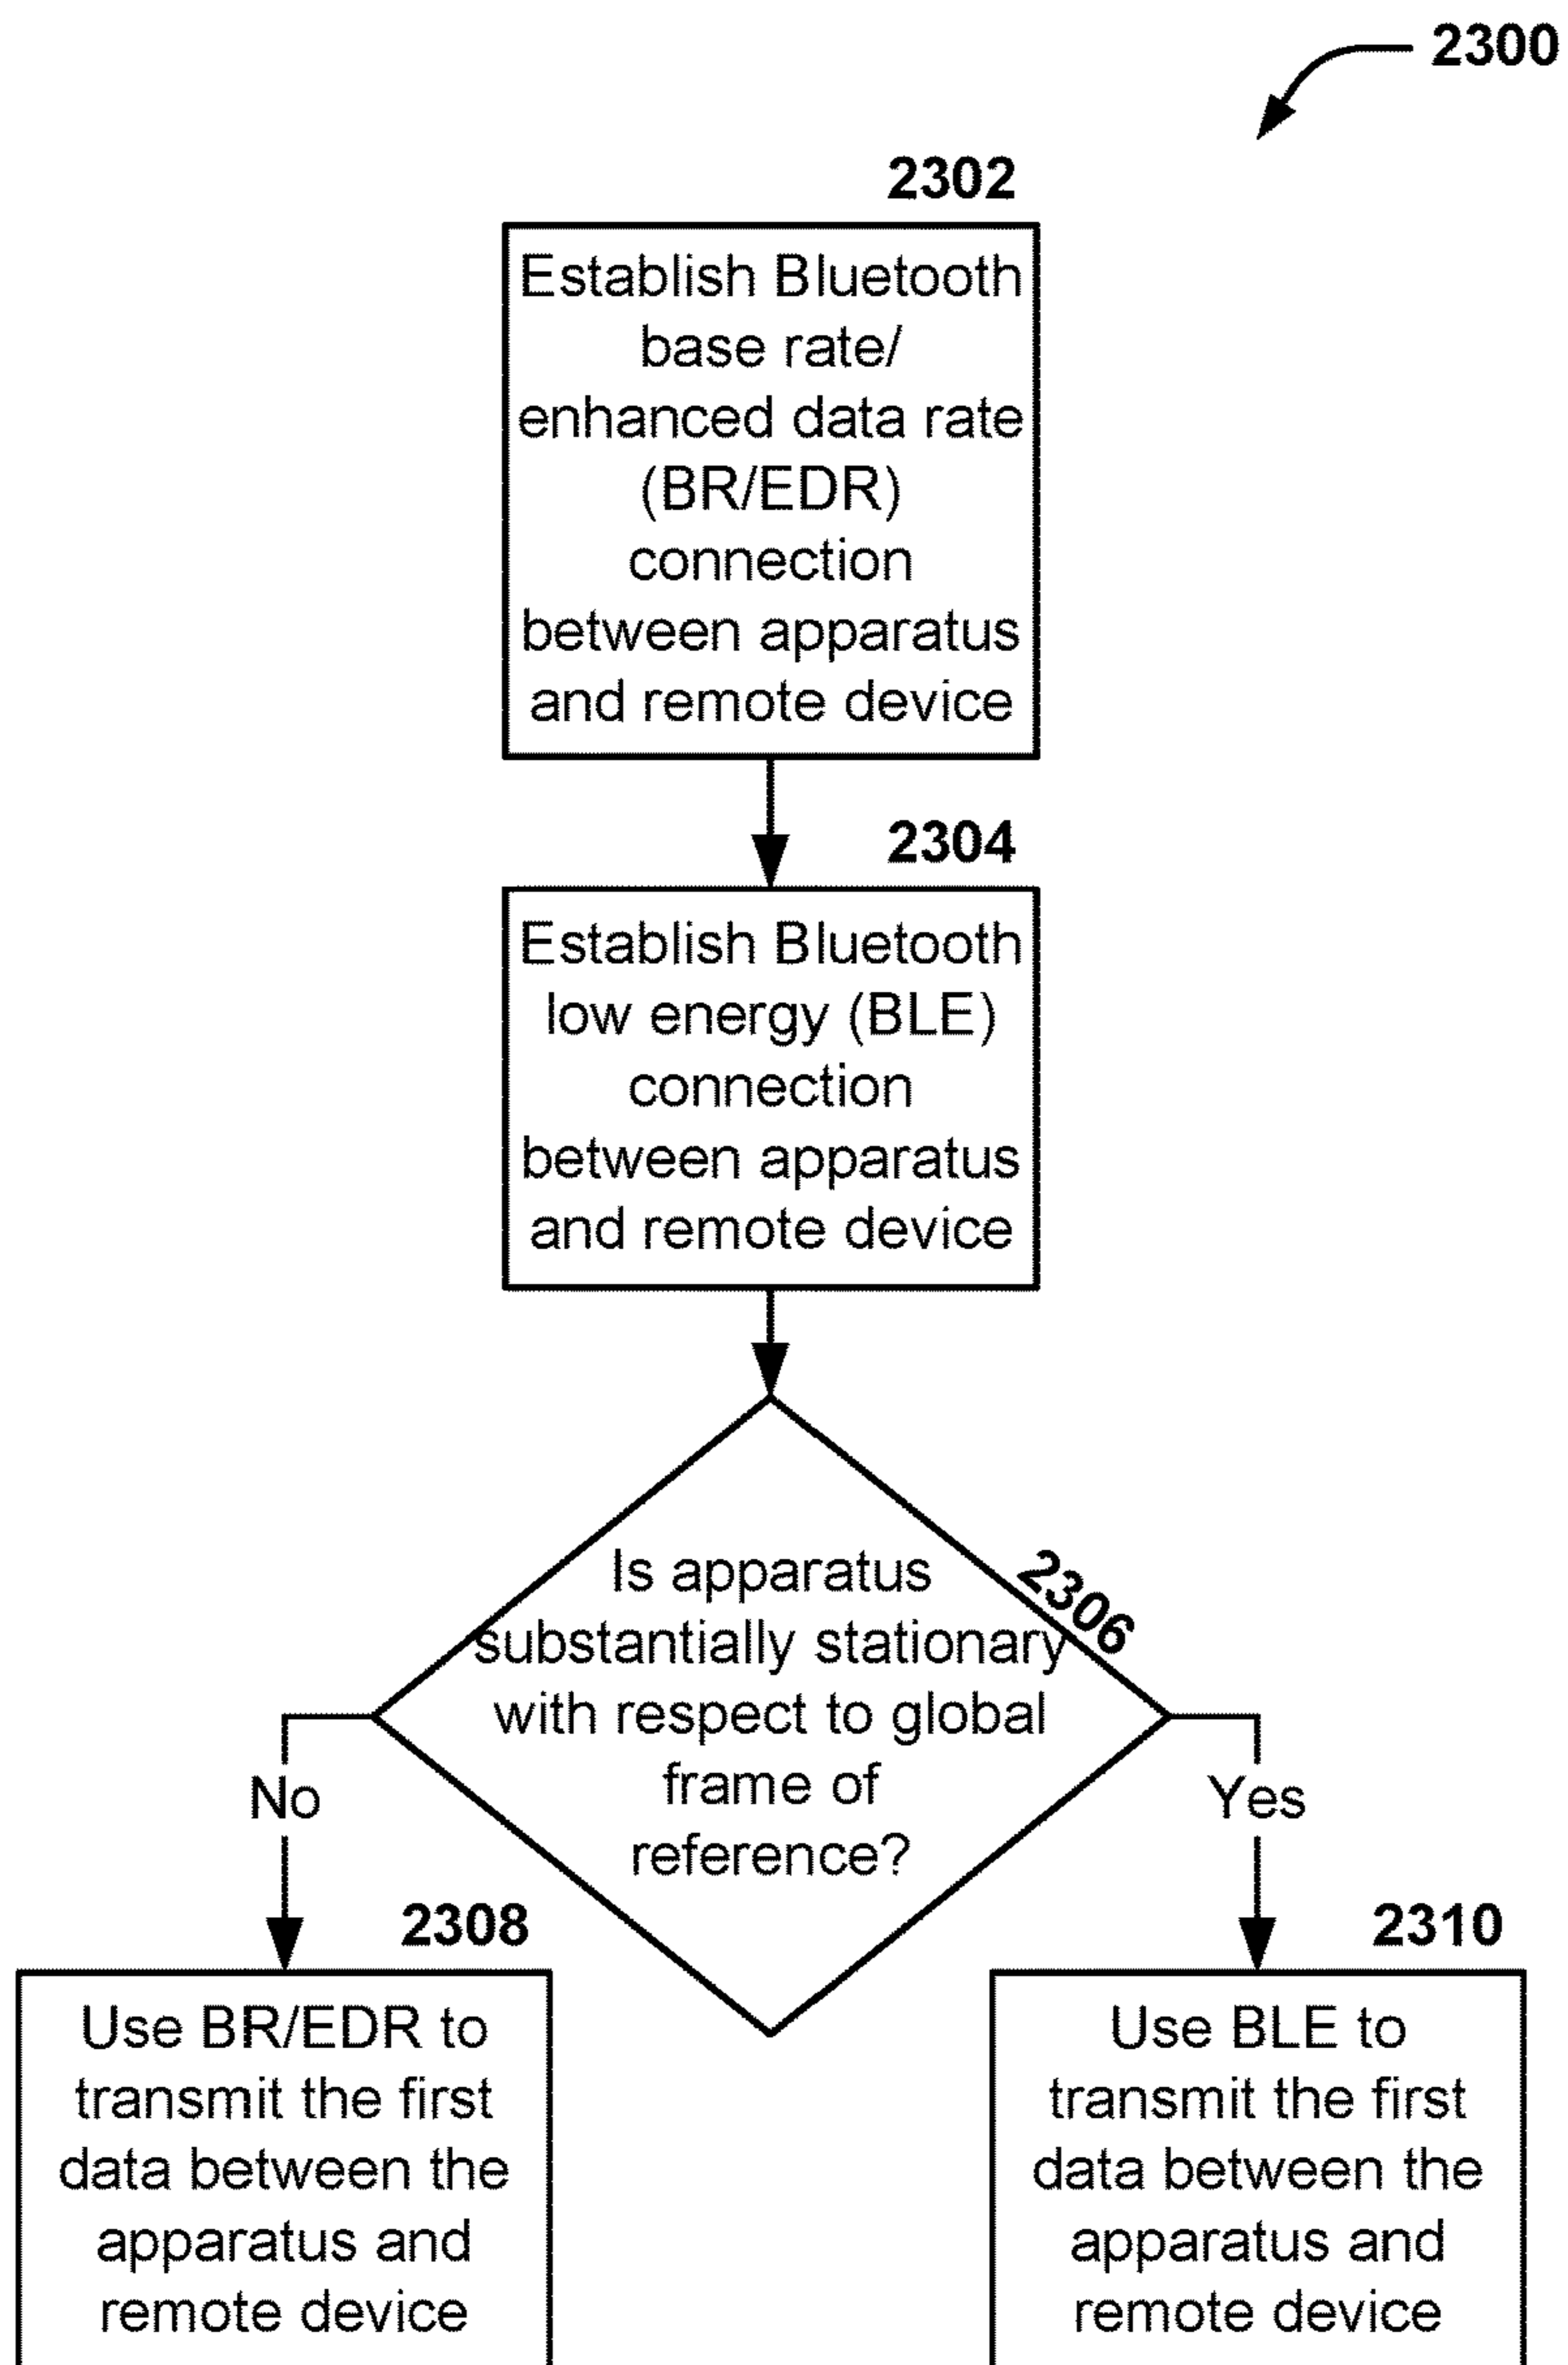 2300
2302
Establish Bluetooth
base rate/
enhanced data rate
(BR/EDR)
connection
between apparatus
and remote device
2304
Establish Bluetooth
low energy (BLE)
connection
between apparatus
and remote device
2306
Is apparatus
substantially stationary
with respect to global
frame of
reference?
No
Yes
2308
Use BR/EDR to
transmit the first
data between the
apparatus and
remote device
2310
Use BLE to
transmit the first
data between the
apparatus and
remote device